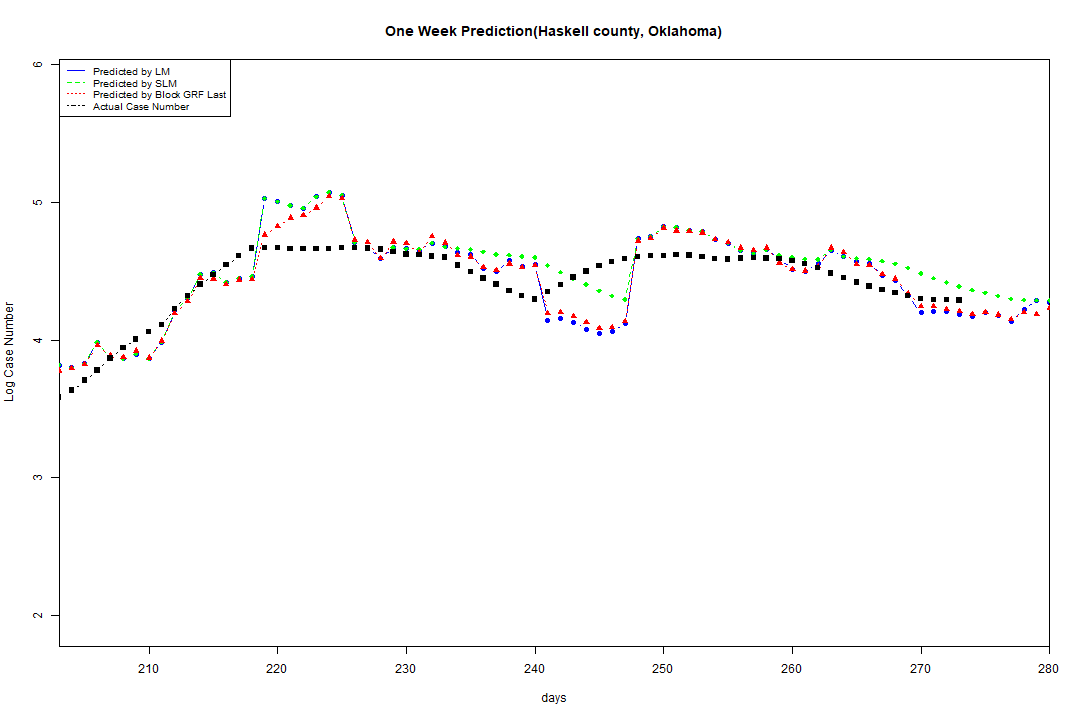 One Week Prediction(Haskell county, Oklahoma)
Predicted by LM
Predicted by SLM
Predicted by Block GRF Last
Actual Case Number
6
5
4
3
2
Log Case Number
210 220 230 240 250 260 270 280
days